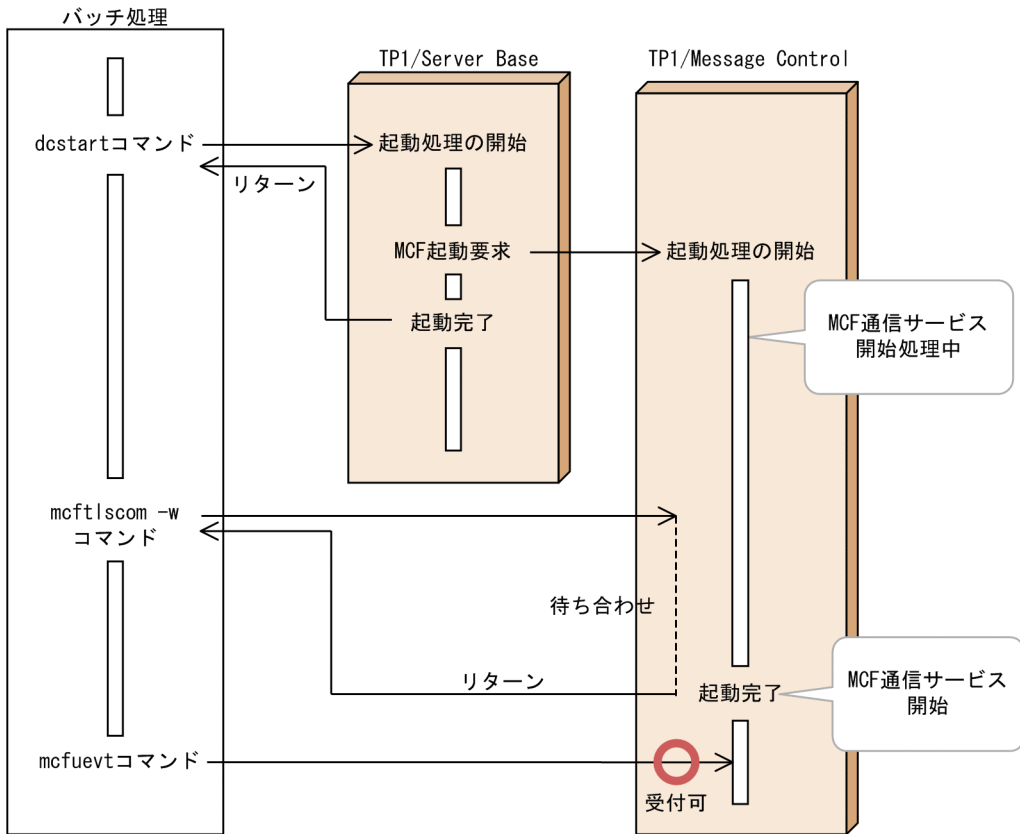 バッチ処理
TP1/Server Base
TP1/Message Control
dcstartコマンド
起動処理の開始
リターン
MCF起動要求
起動処理の開始
起動完了
MCF通信サービス
開始処理中
mcftlscom -w
コマンド
待ち合わせ
リターン
起動完了
MCF通信サービス
開始
mcfuevtコマンド
受付可